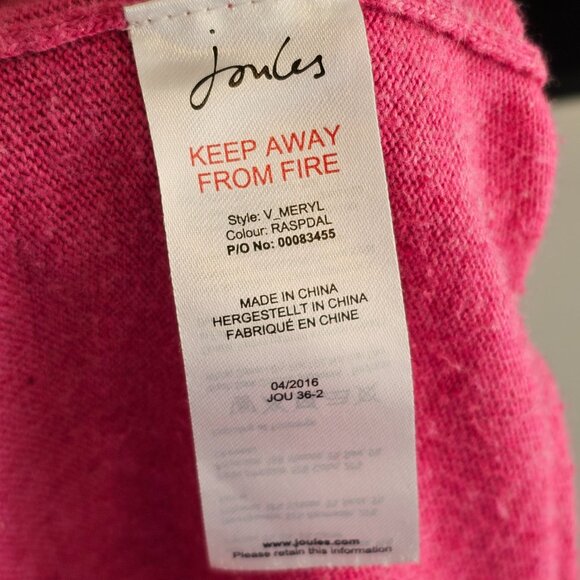 Joules
KEEP AWAY
FROM FIRE
Style: V_MERYL
Colour: RASPDAL
P/O No: 00083455
MADE IN CHINA
HERGESTELLT IN CHINA
FABRIQUÉ EN CHINE
04/2016
JOU 36-2
www.joules.com
Please retain this information